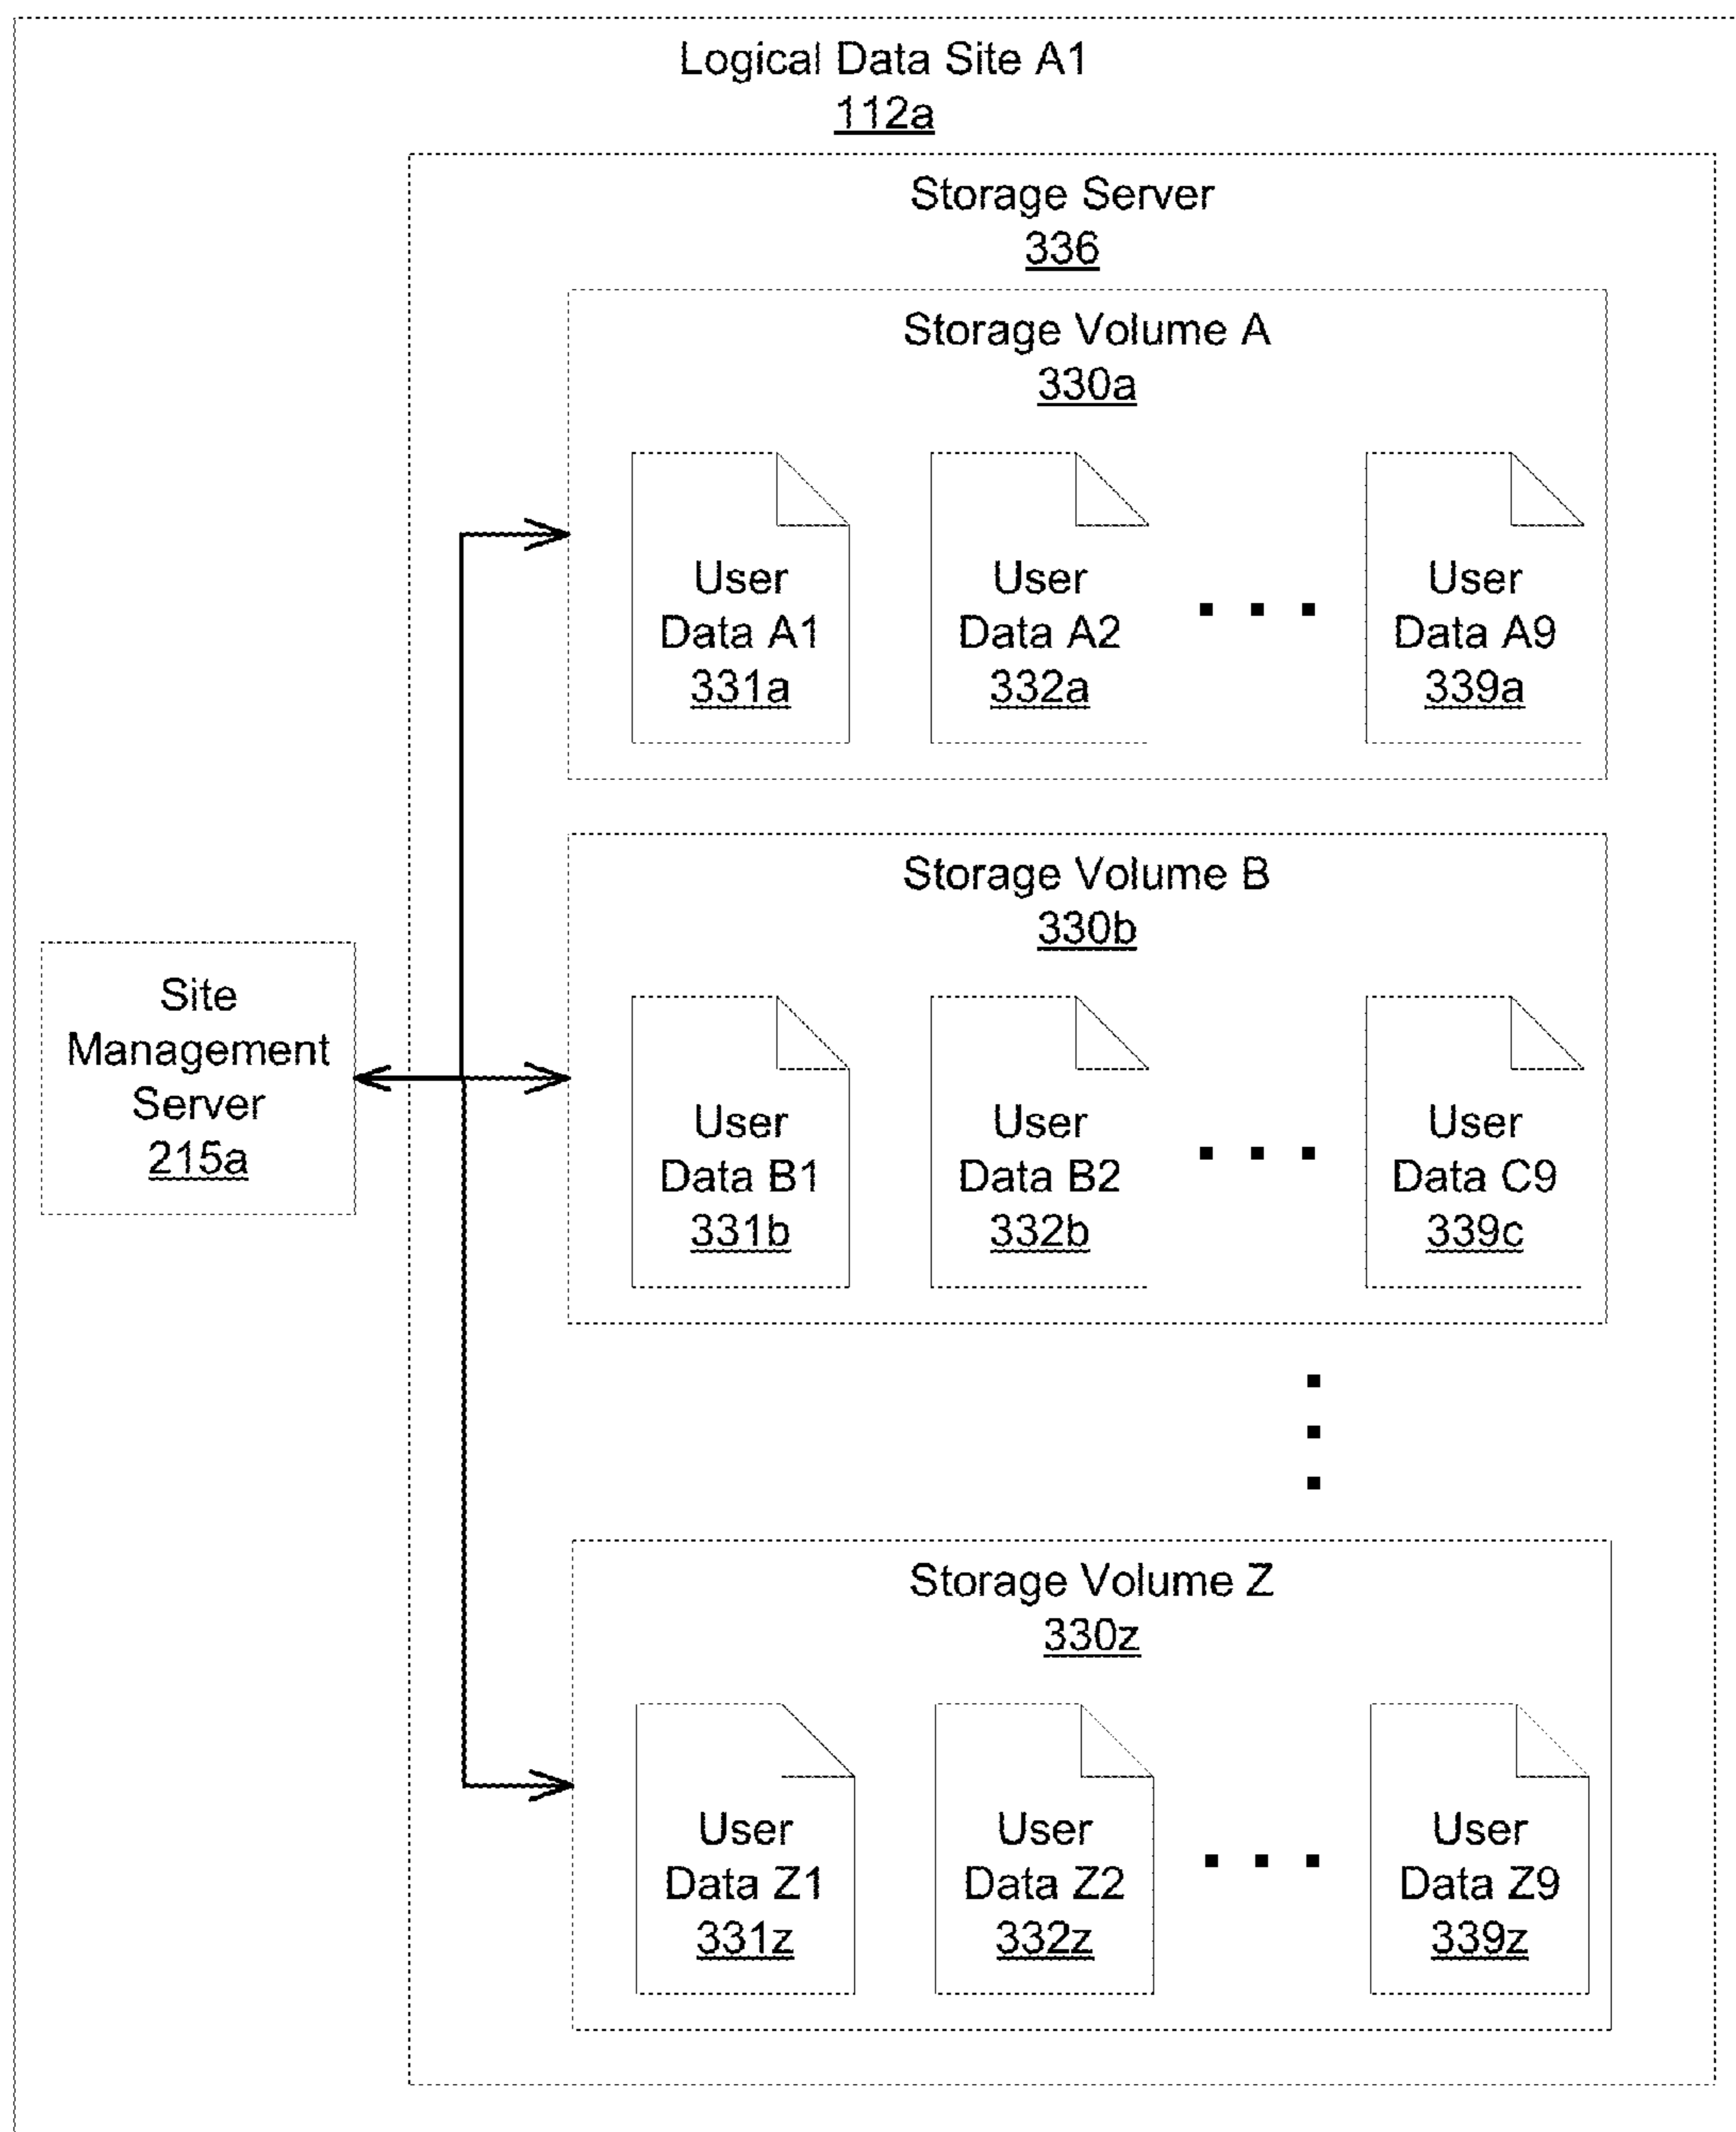 Logical Data Site A1
112a
Storage Server
336
Storage Volume A
330a
User
Data A1
331a
User
Data A2
332a
User
Data A9
339a
Storage Volume B
330b
Site
Management
Server
215a
User
Data B1
331b
User
Data B2
332b
User
Data C9
339c
Storage Volume Z
330z
User
Data Z1
331z
User
Data Z2
332z
User
Data Z9
339z